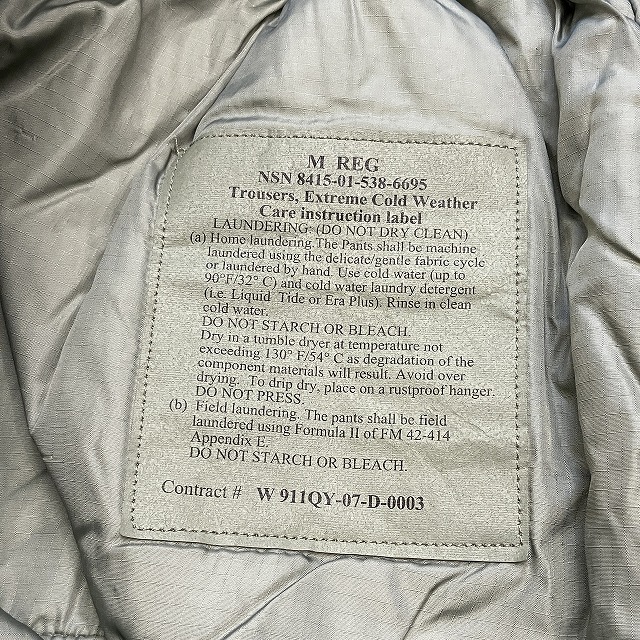 M REG
NSN 8415-01-538-6695
Trousers, Extreme Cold Weather
Care instruction label
LAUNDERING: (DO NOT DRY CLEAN)
(a) Home laundering.The Pants shall be machine
laundered using the delicate/gentle fabric cycle
or laundered by hand. Use cold water (up to
90°F/32° C) and cold water laundry detergent
(i.e. Liquid Tide or Era Plus). Rinse in clean
cold water.
DO NOT STARCH OR BLEACH.
Dry in a tumble dryer at temperature not
exceeding 130° F/54° C as degradation of the
component materials will result. Avoid over
drying. To drip dry, place on a rustproof hanger.
DO NOT PRESS.
(b) Field laundering. The pants shall be field
laundered using Formula II of FM 42-414
Appendix E.
DO NOT STARCH OR BLEACH.
Contract # W 911QY-07-D-0003